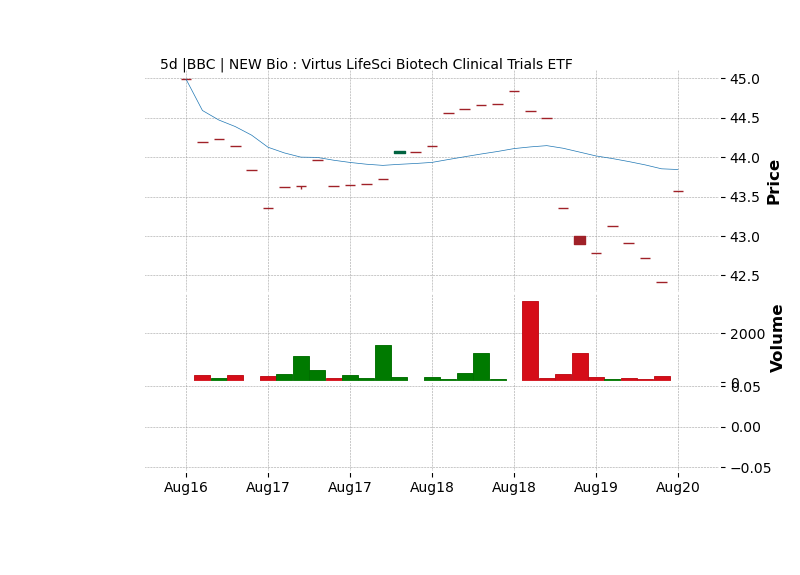 5d |BBC | NEW Bio : Virtus LifeSci Biotech Clinical Trials ETF
45.0
44.5
44.0
43.5
43.0
42.5
Price
2000
0
Volume
0.05
0.00
−0.05
Aug16 Aug17 Aug17 Aug18 Aug18 Aug19 Aug20